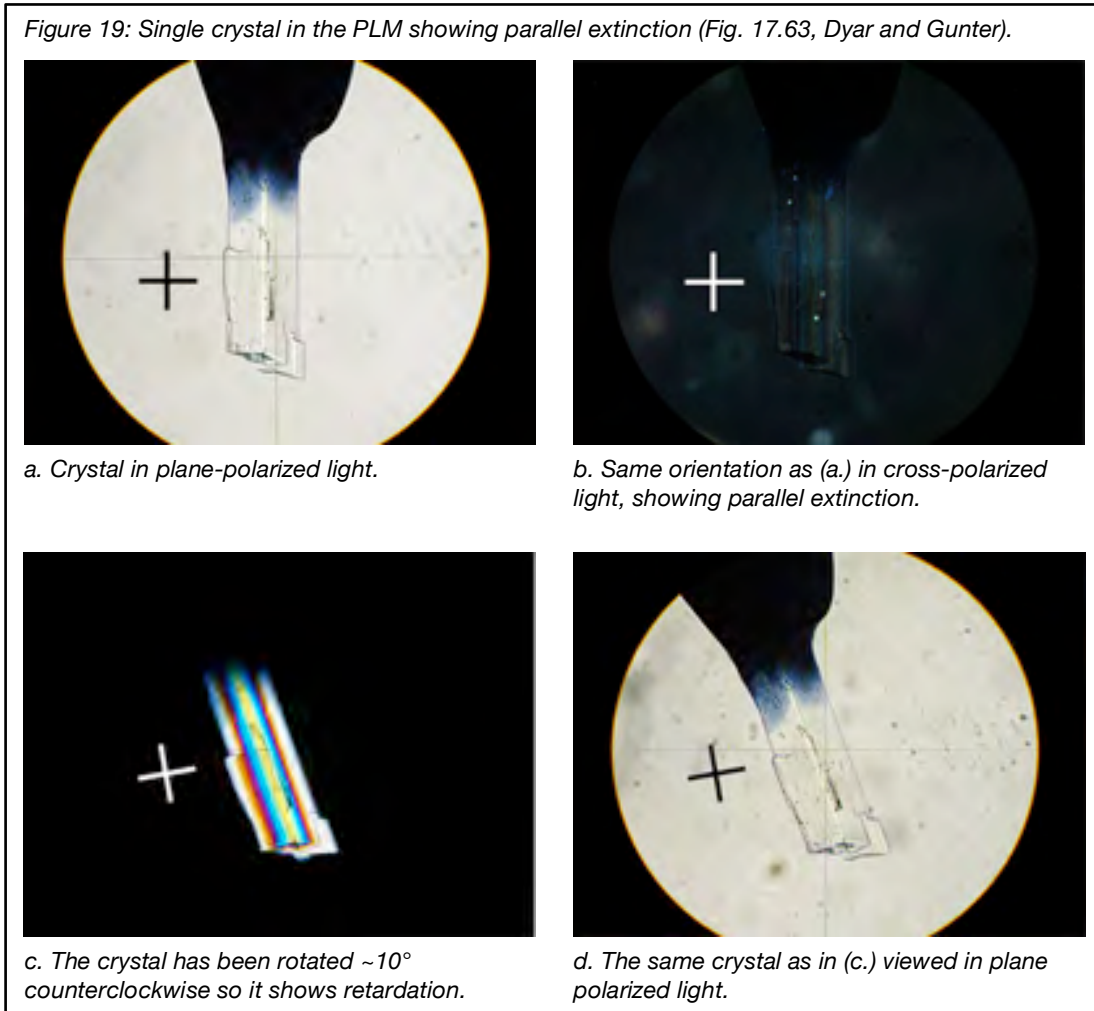 Figure 19: Single crystal in the PLM showing parallel extinction (Fig. 17.63, Dyar and Gunter).
a. Crystal in plane-polarized light.
b. Same orientation as (a.) in cross-polarized
light, showing parallel extinction.
c. The crystal has been rotated ~10°
counterclockwise so it shows retardation.
d. The same crystal as in (c.) viewed in plane
polarized light.